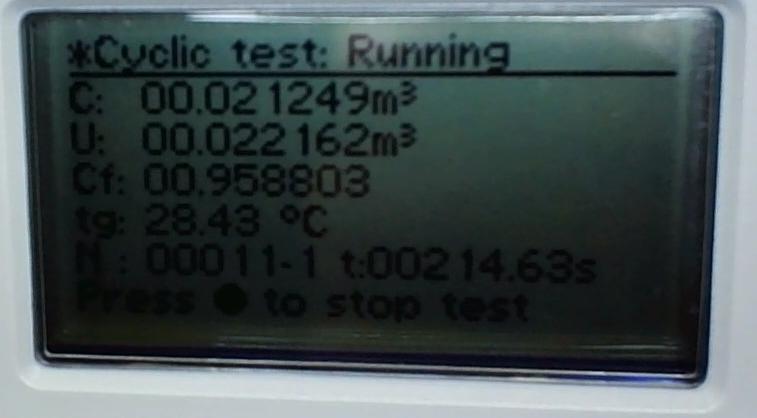 *Cyclic test: Running
C: 00.021249m³
U: 00.022162m³
Cf: 00.958803
tg: 28.43 °C
N : 00011-1 t:00214.63s
Press ● to stop test